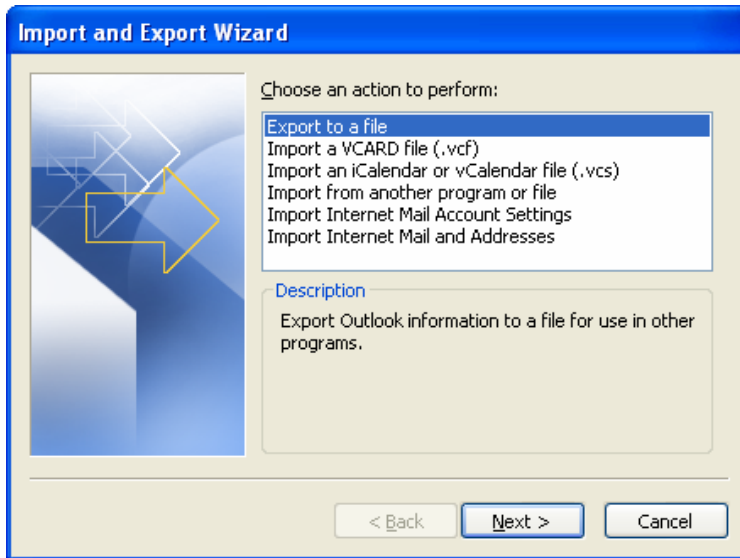 Import and Export Wizard
Choose an action to perform:
Export to a file
Import a VCARD file (.vcf)
Import an iCalendar or vCalendar file (.vcs)
Import from another program or file
Import Internet Mail Account Settings
Import Internet Mail and Addresses
Description
Export Outlook information to a file for use in other
programs.
< Back
Next >
Cancel